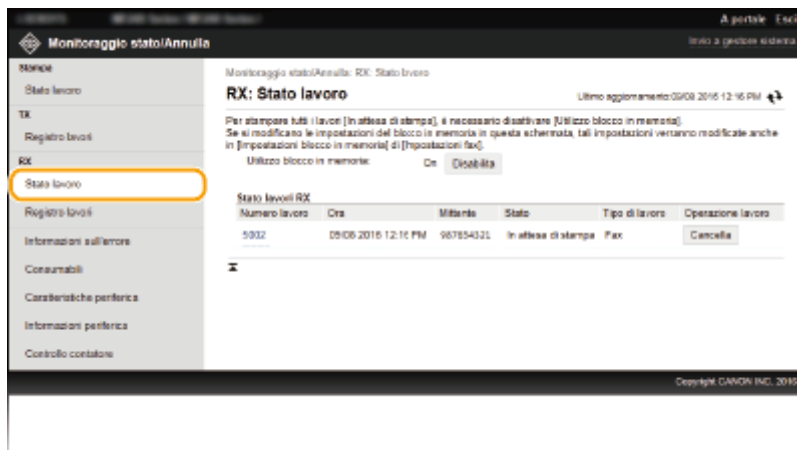 A portale Esci
Monitoraggio stato/Annulla
Invio a gestore sistema
Stampa
Stato lavoro
TX
Registro lavori
RX
Stato lavoro
Registro lavori
Informazioni sull'errore
Consumabili
Caratteristiche periferica
Informazioni periferica
Controllo contatore
Monitoraggio stato/Annulla: RX: Stato lavoro
RX: Stato lavoro
Ultimo aggiornamento:09/08 2016 12:16 PM
Per stampare tutti i lavori [In attesa di stampa], è necessario disattivare [Utilizzo blocco in memoria].
Se si modificano le impostazioni del blocco in memoria in questa schermata, tali impostazioni verranno modificate anche
in [Impostazioni blocco in memoria] di [Impostazioni fax].
Utilizzo blocco in memoria: On Disabilita
Stato lavori RX
Numero lavoro Ora Mittente Stato Tipo di lavoro Operazione lavoro
5002 09/08 2016 12:16 PM 987654321 In attesa di stampa Fax Cancella
Copyright CANON INC. 2016